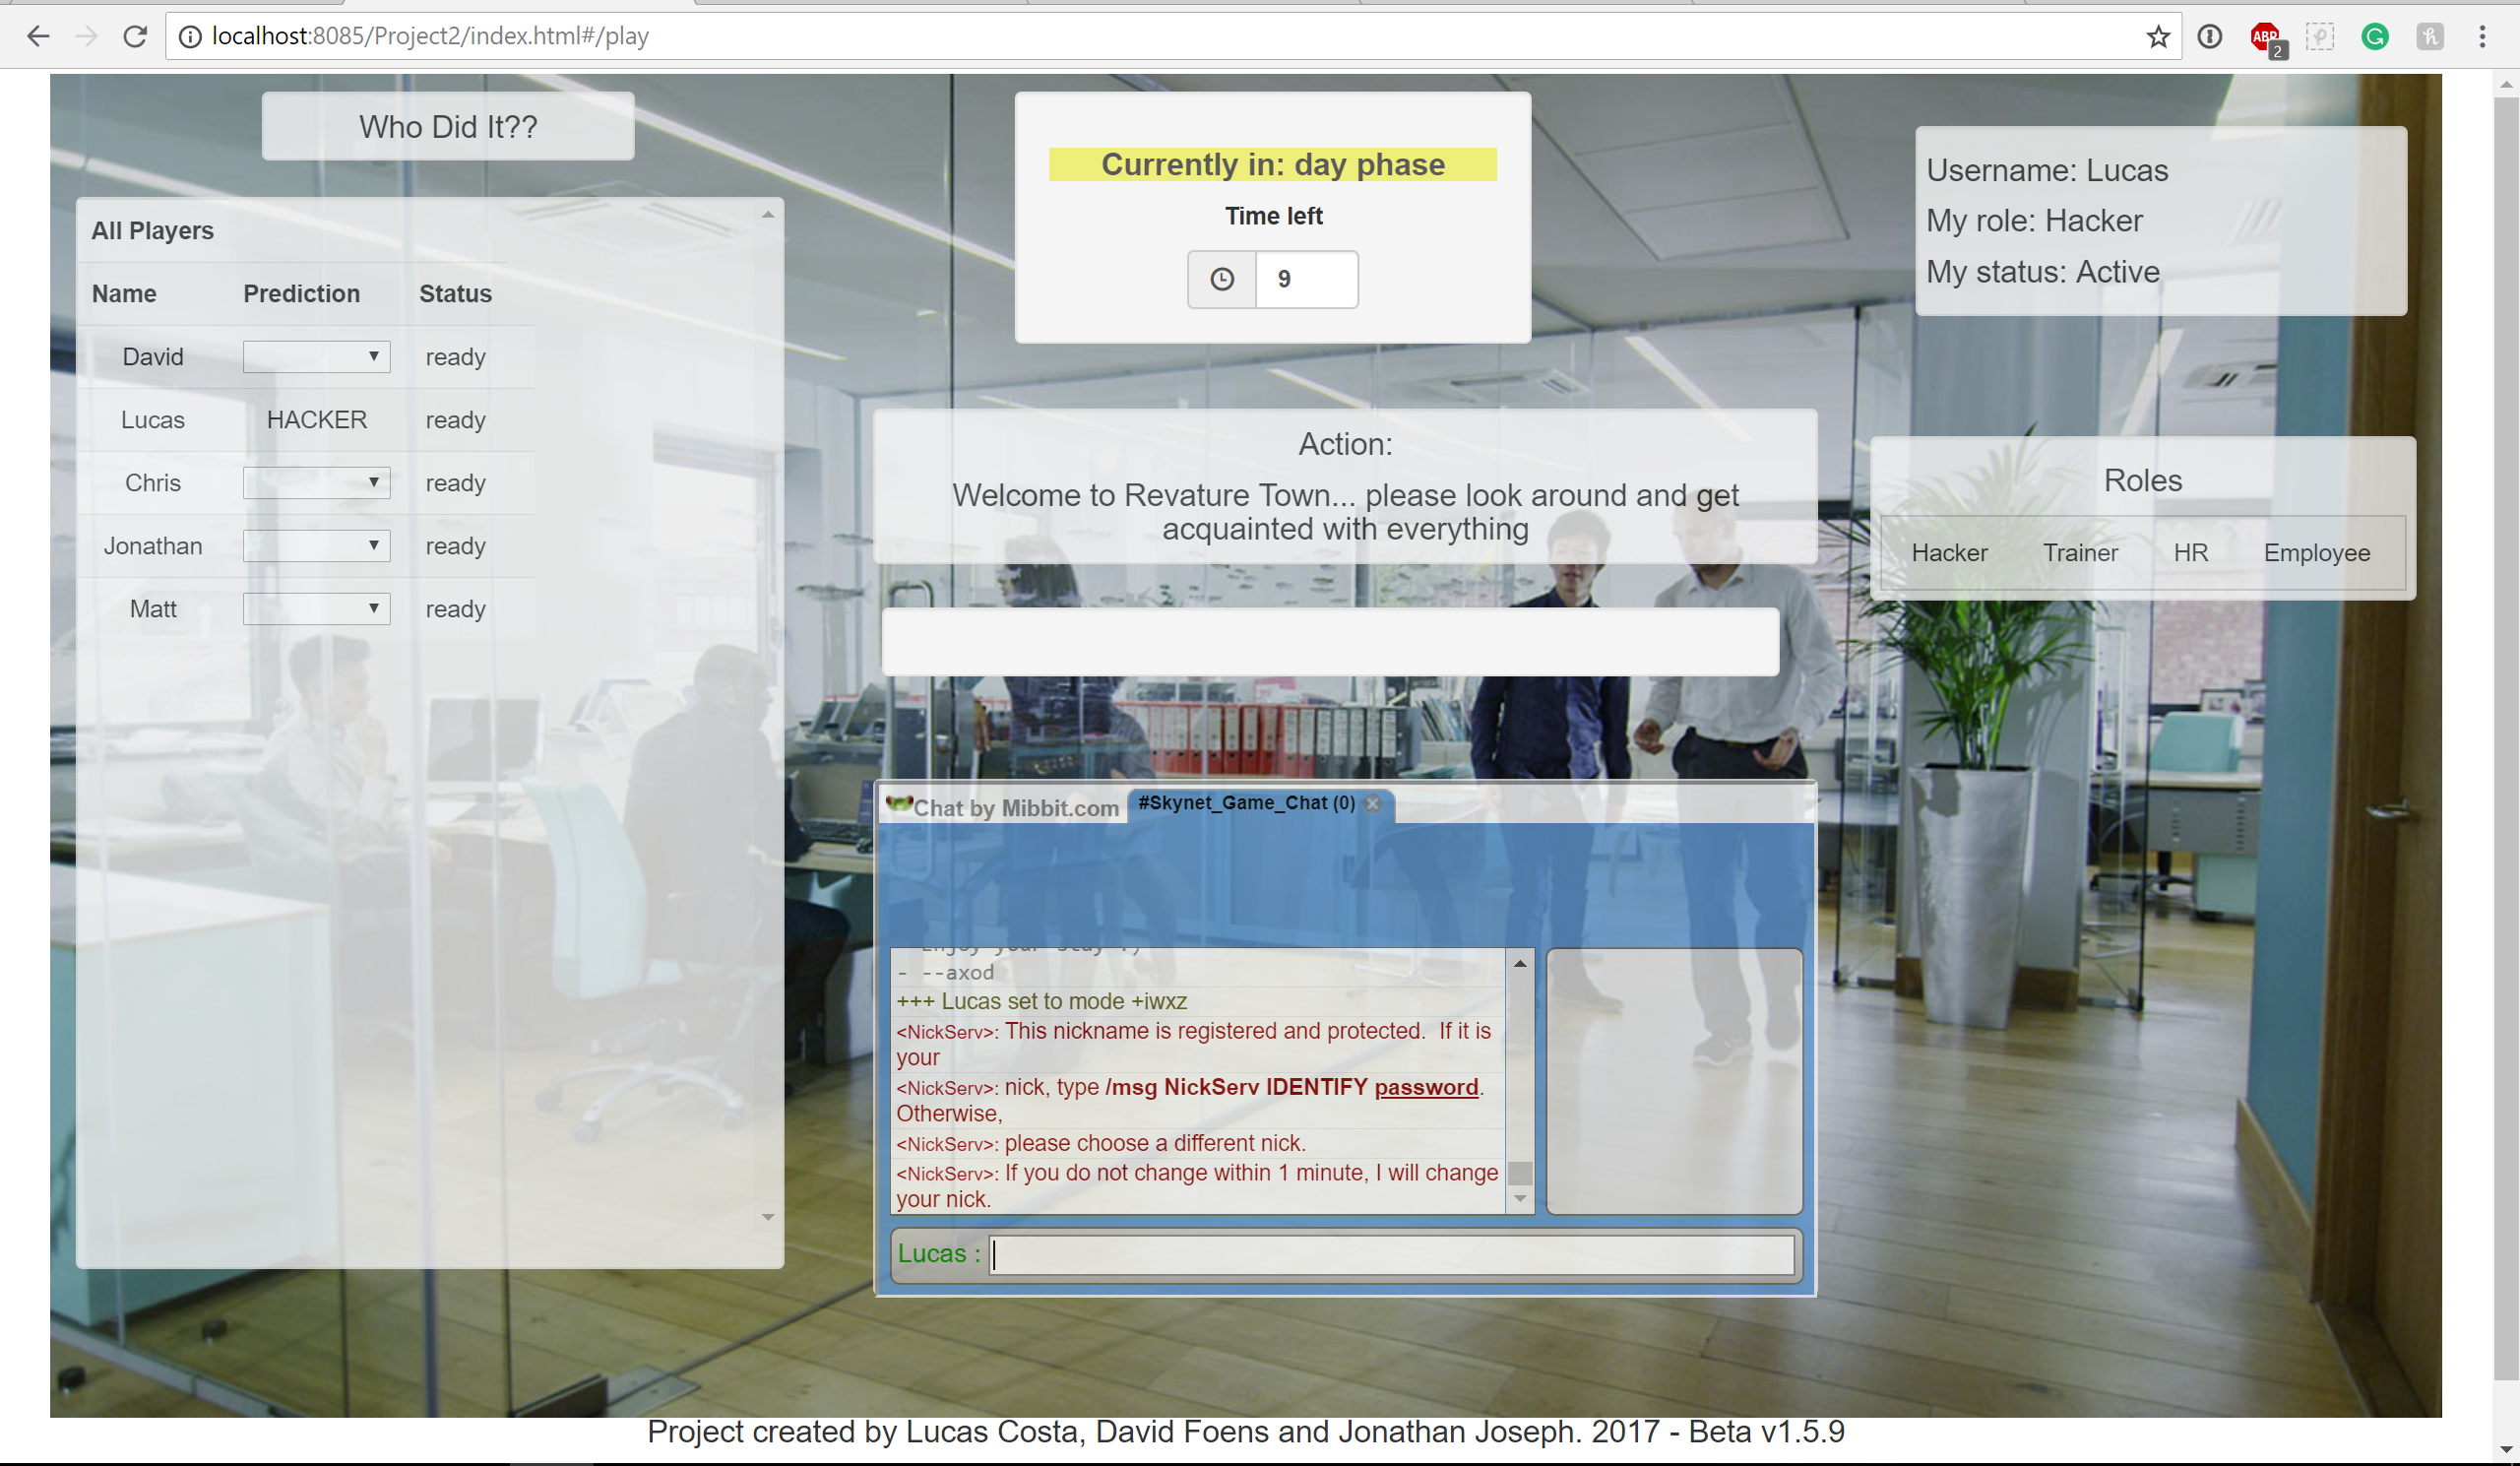 localhost:8085/Project2/index.html#/play
ABP
2
Who Did It??
All Players
Name Prediction Status
David ready
Lucas HACKER ready
Chris ready
Jonathan ready
Matt ready
Currently in: day phase
Time left
9
Username: Lucas
My role: Hacker
My status: Active
Action:
Welcome to Revature Town... please look around and get
acquainted with everything
Roles
Hacker Trainer HR Employee
Chat by Mibbit.com #Skynet_Game_Chat (0)
- --axod
+++ Lucas set to mode +iwxz
<NickServ>: This nickname is registered and protected.  If it is
your
<NickServ>: nick, type /msg NickServ IDENTIFY password.
Otherwise,
<NickServ>: please choose a different nick.
<NickServ>: If you do not change within 1 minute, I will change
your nick.
Lucas :
Project created by Lucas Costa, David Foens and Jonathan Joseph. 2017 - Beta v1.5.9